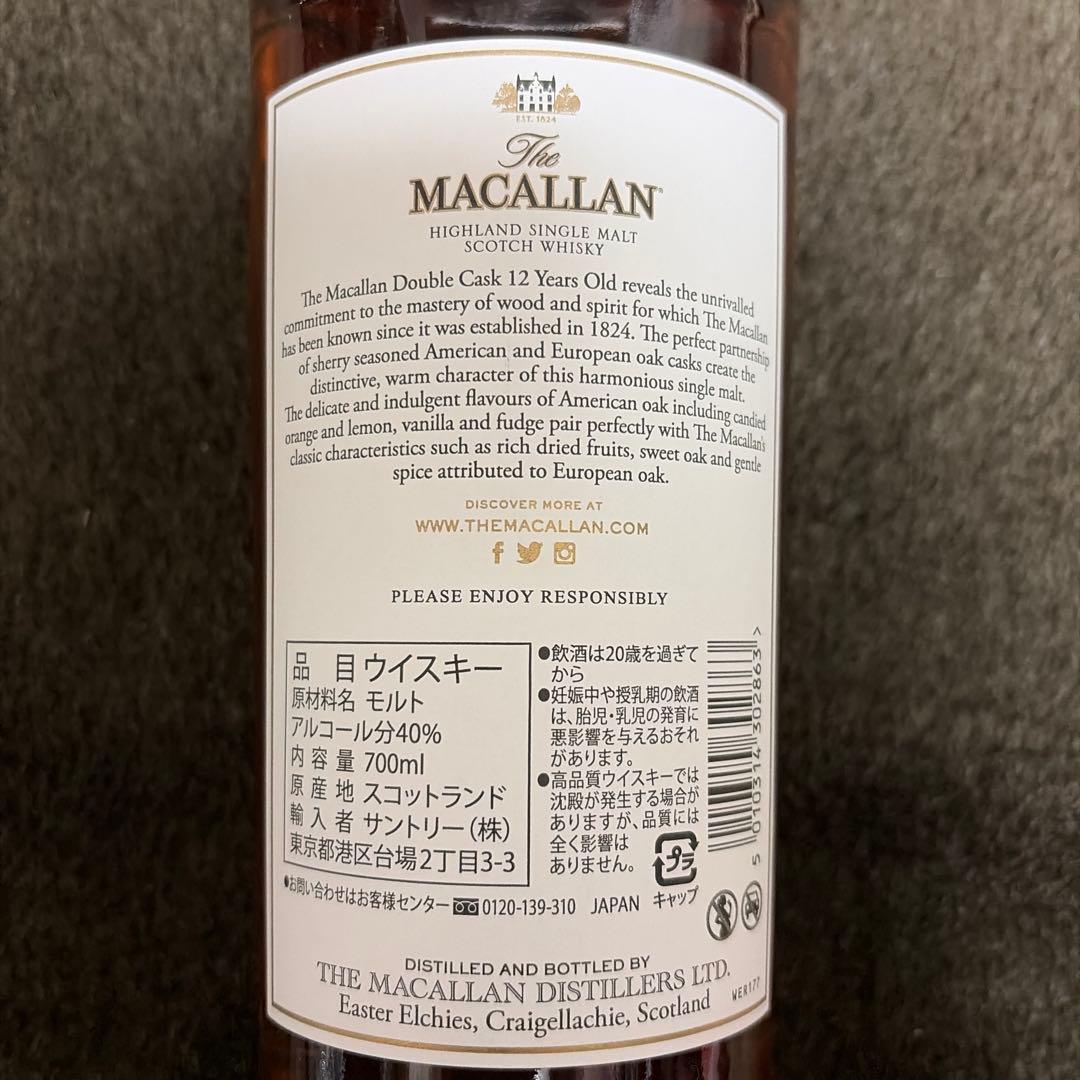 EST. 1824
The
MACALLAN
HIGHLAND SINGLE MALT
SCOTCH WHISKY
The Macallan Double Cask 12 Years Old reveals the unrivalled
commitment to the mastery of wood and spirit for which The Macallan
has been known since it was established in 1824. The perfect partnership
of sherry seasoned American and European oak casks create the
distinctive, warm character of this harmonious single malt.
The delicate and indulgent flavours of American oak including candied
orange and lemon, vanilla and fudge pair perfectly with The Macallan's
classic characteristics such as rich dried fruits, sweet oak and gentle
spice attributed to European oak.
DISCOVER MORE AT
WWW.THEMACALLAN.COM
PLEASE ENJOY RESPONSIBLY
品 目 ウイスキー
原材料名 モルト
アルコール分40%
内容量 700ml
原産地 スコットランド
輸入者 サントリー(株)
東京都港区台場2丁目3-3
●飲酒は20歳を過ぎて
から
●妊娠中や授乳期の飲酒
は、胎児・乳児の発育に
悪影響を与えるおそれ
があります。
●高品質ウイスキーでは
沈殿が発生する場合が
ありますが、品質には
全く影響は
ありません。
プラ
キャップ
5 010314 302863 >
●お問い合わせはお客様センター 0120-139-310 JAPAN
DISTILLED AND BOTTLED BY
THE MACALLAN DISTILLERS LTD.
Easter Elchies, Craigellachie, Scotland
WER177